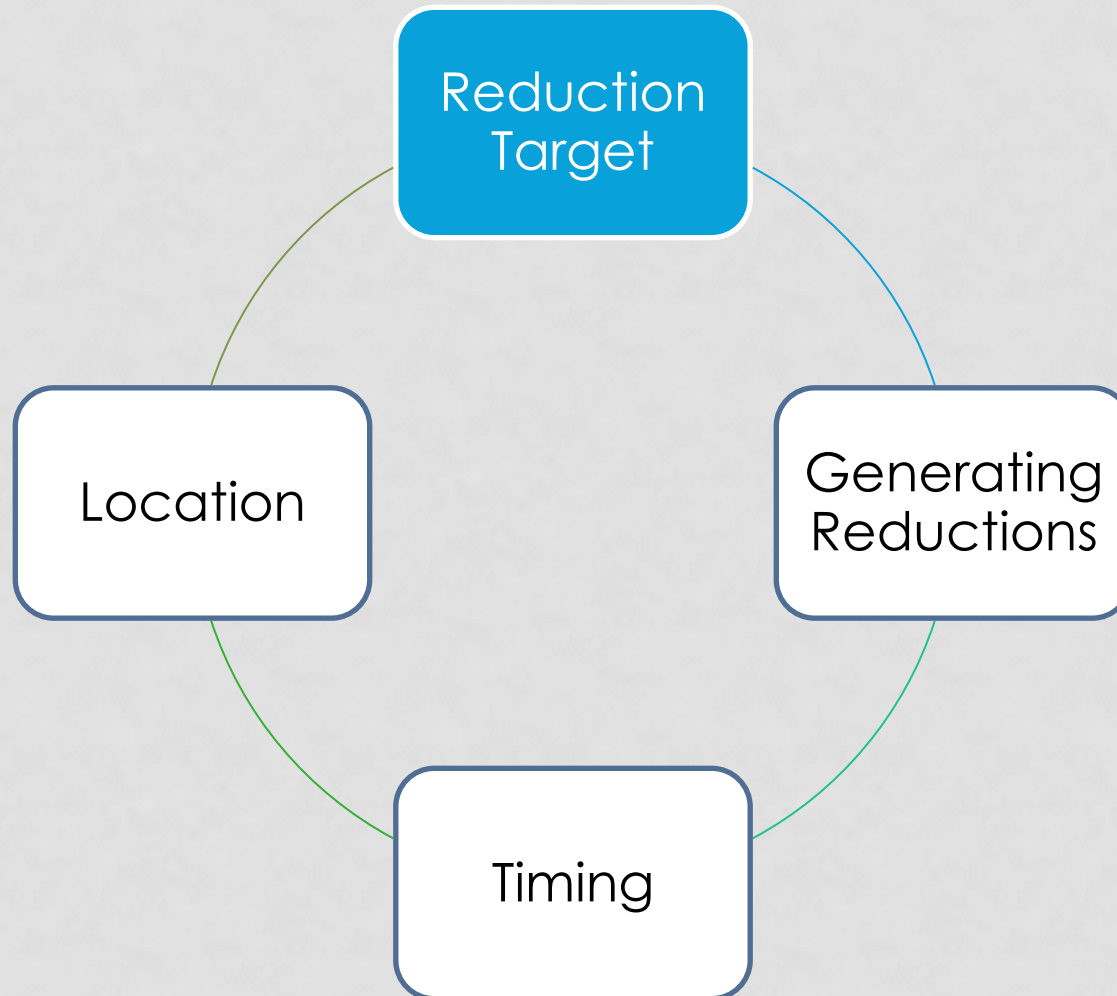 Reduction
Target
Location
Generating
Reductions
Timing